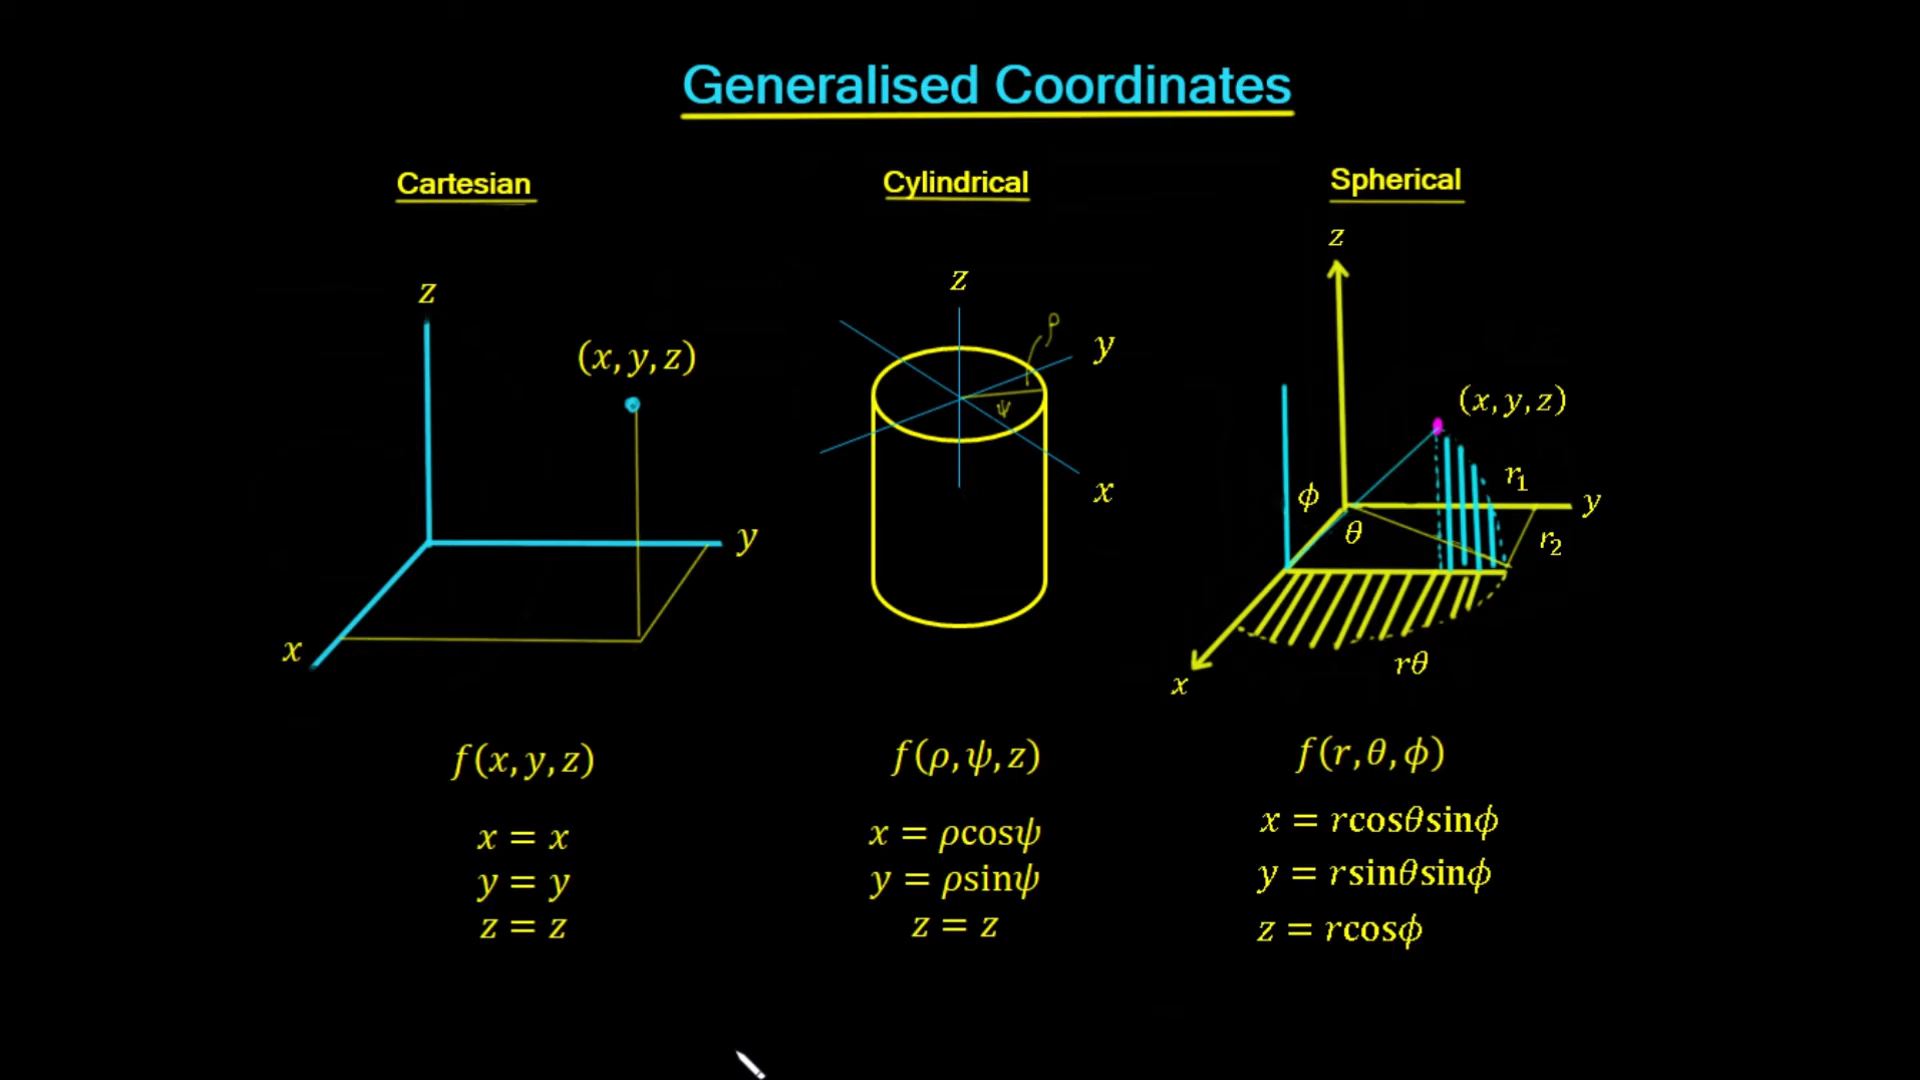 Generalised Coordinates
Cartesian
z
(x, y, z)
y
x
f(x, y, z)
x = x
y = y
z = z
Cylindrical
z
ρ
y
ψ
x
f(ρ, ψ, z)
x = ρcosψ
y = ρsinψ
z = z
Spherical
z
(x, y, z)
r₁
ϕ
y
θ
r₂
rθ
x
f(r, θ, ϕ)
x = rcosθsinϕ
y = rsinθsinϕ
z = rcosϕ